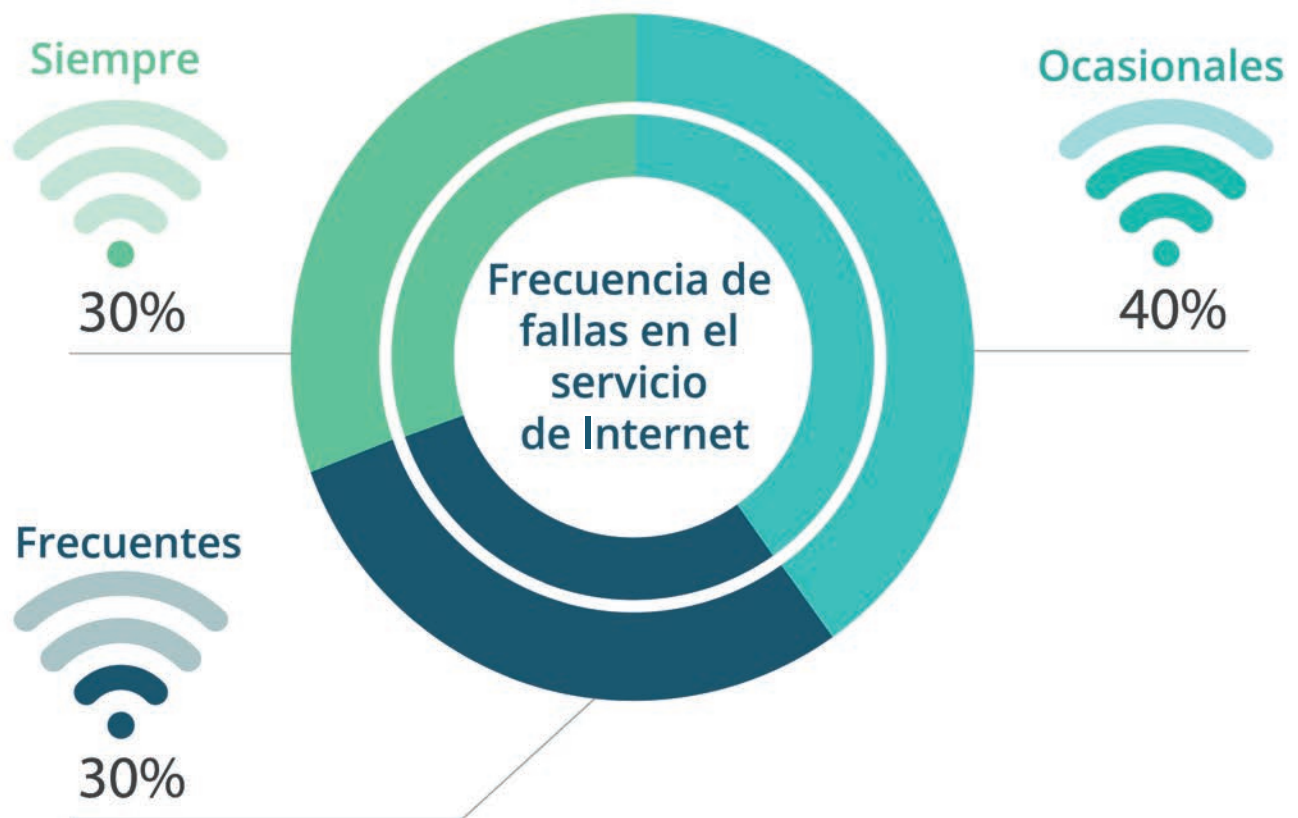 Siempre
30%
Ocasionales
40%
Frecuencia de
fallas en el
servicio
de Internet
Frecuentes
30%